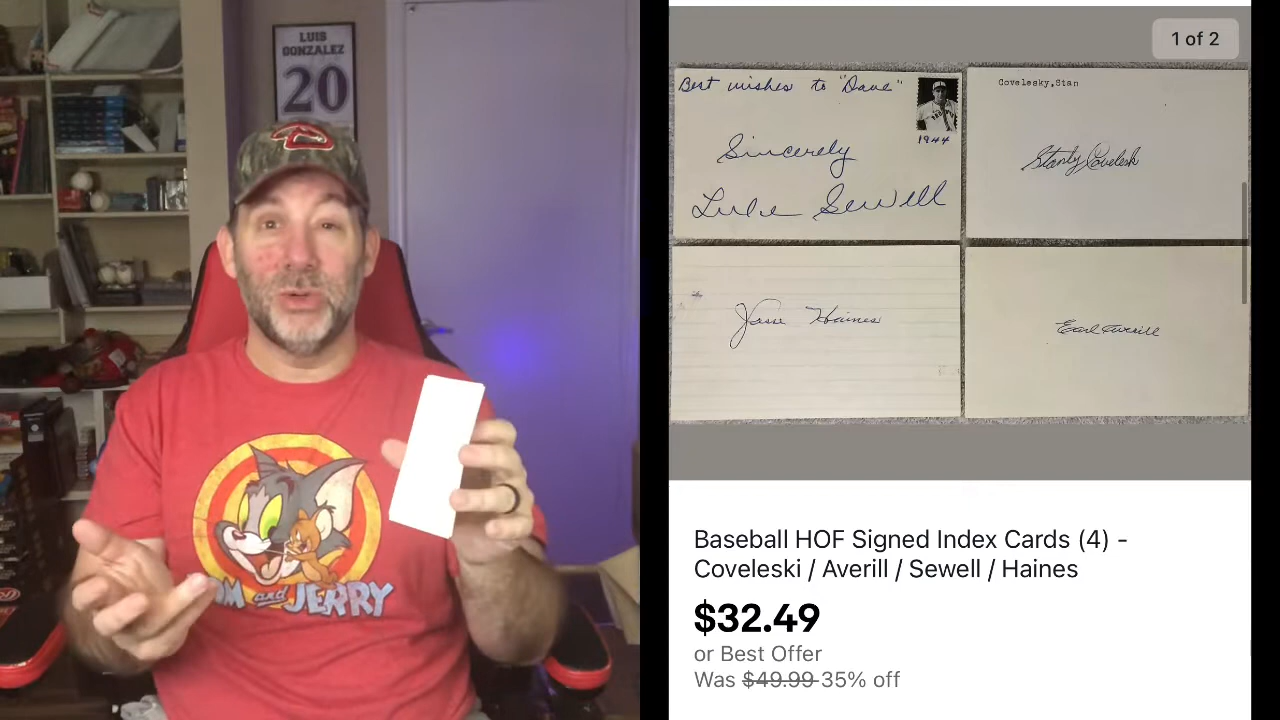 LUIS
GONZALEZ
20
TOM and JERRY
1 of 2
Best wishes to "Dave"
1944
Sincerely
Luke Sewell
Covelesky,Stan
Stanly Coveleski
Jesse Haines
Earl Averill
Baseball HOF Signed Index Cards (4) -
Coveleski / Averill / Sewell / Haines
$32.49
or Best Offer
Was $49.99 35% off